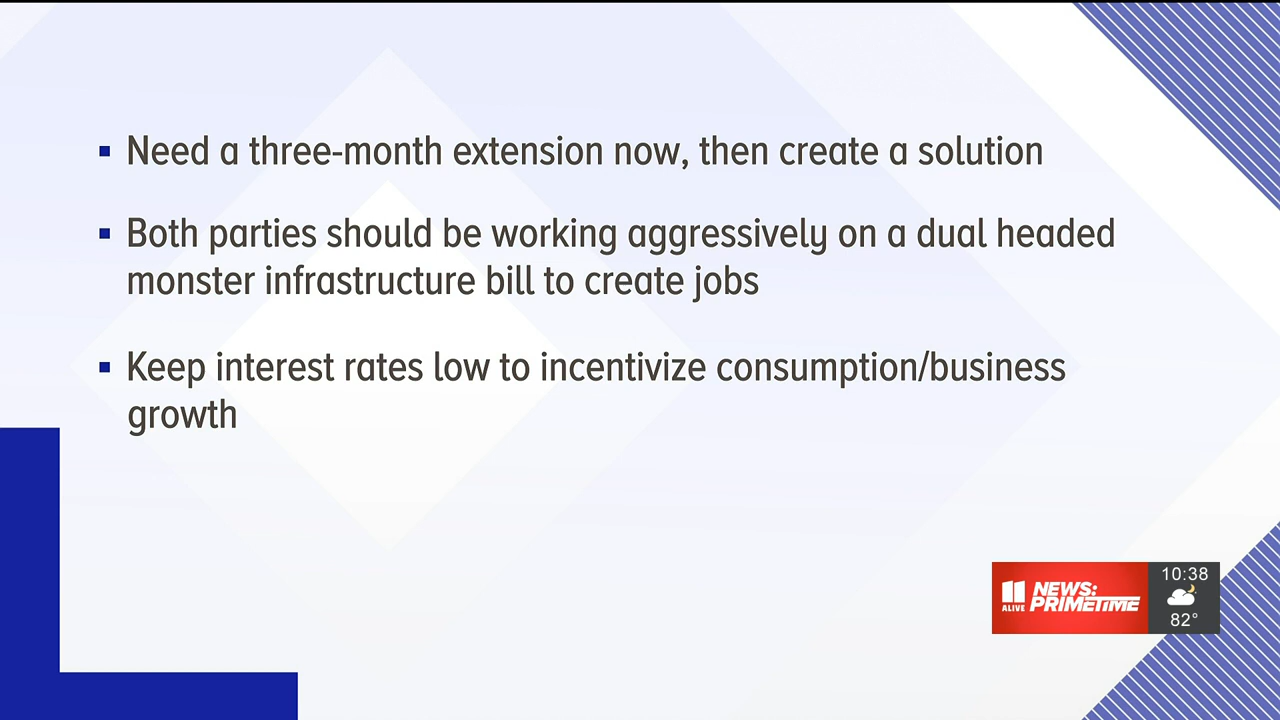 Need a three-month extension now, then create a solution
Both parties should be working aggressively on a dual headed
monster infrastructure bill to create jobs
Keep interest rates low to incentivize consumption/business
growth
11 ALIVE
NEWS:
PRIMETIME
10:38
82°